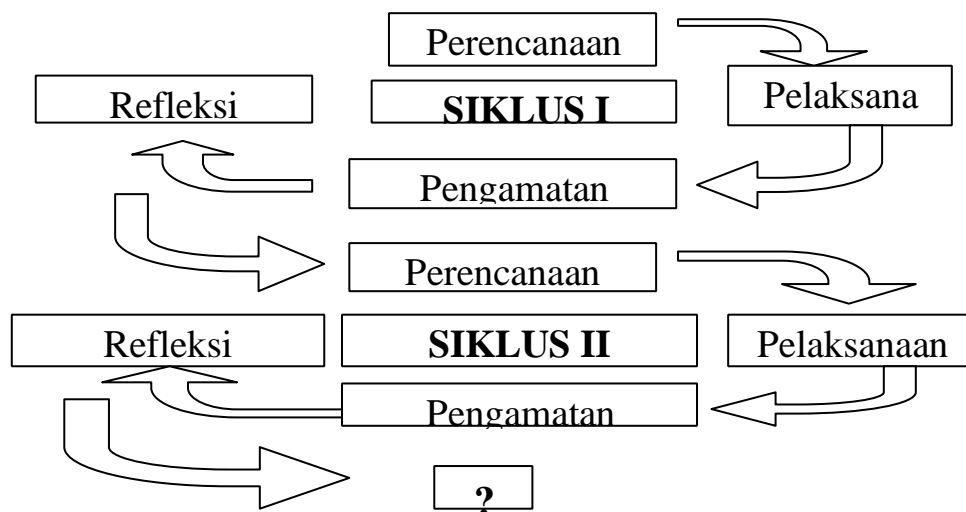 Perencanaan
Refleksi
SIKLUS I
Pelaksana
Pengamatan
Perencanaan
Refleksi
SIKLUS II
Pelaksanaan
Pengamatan
?